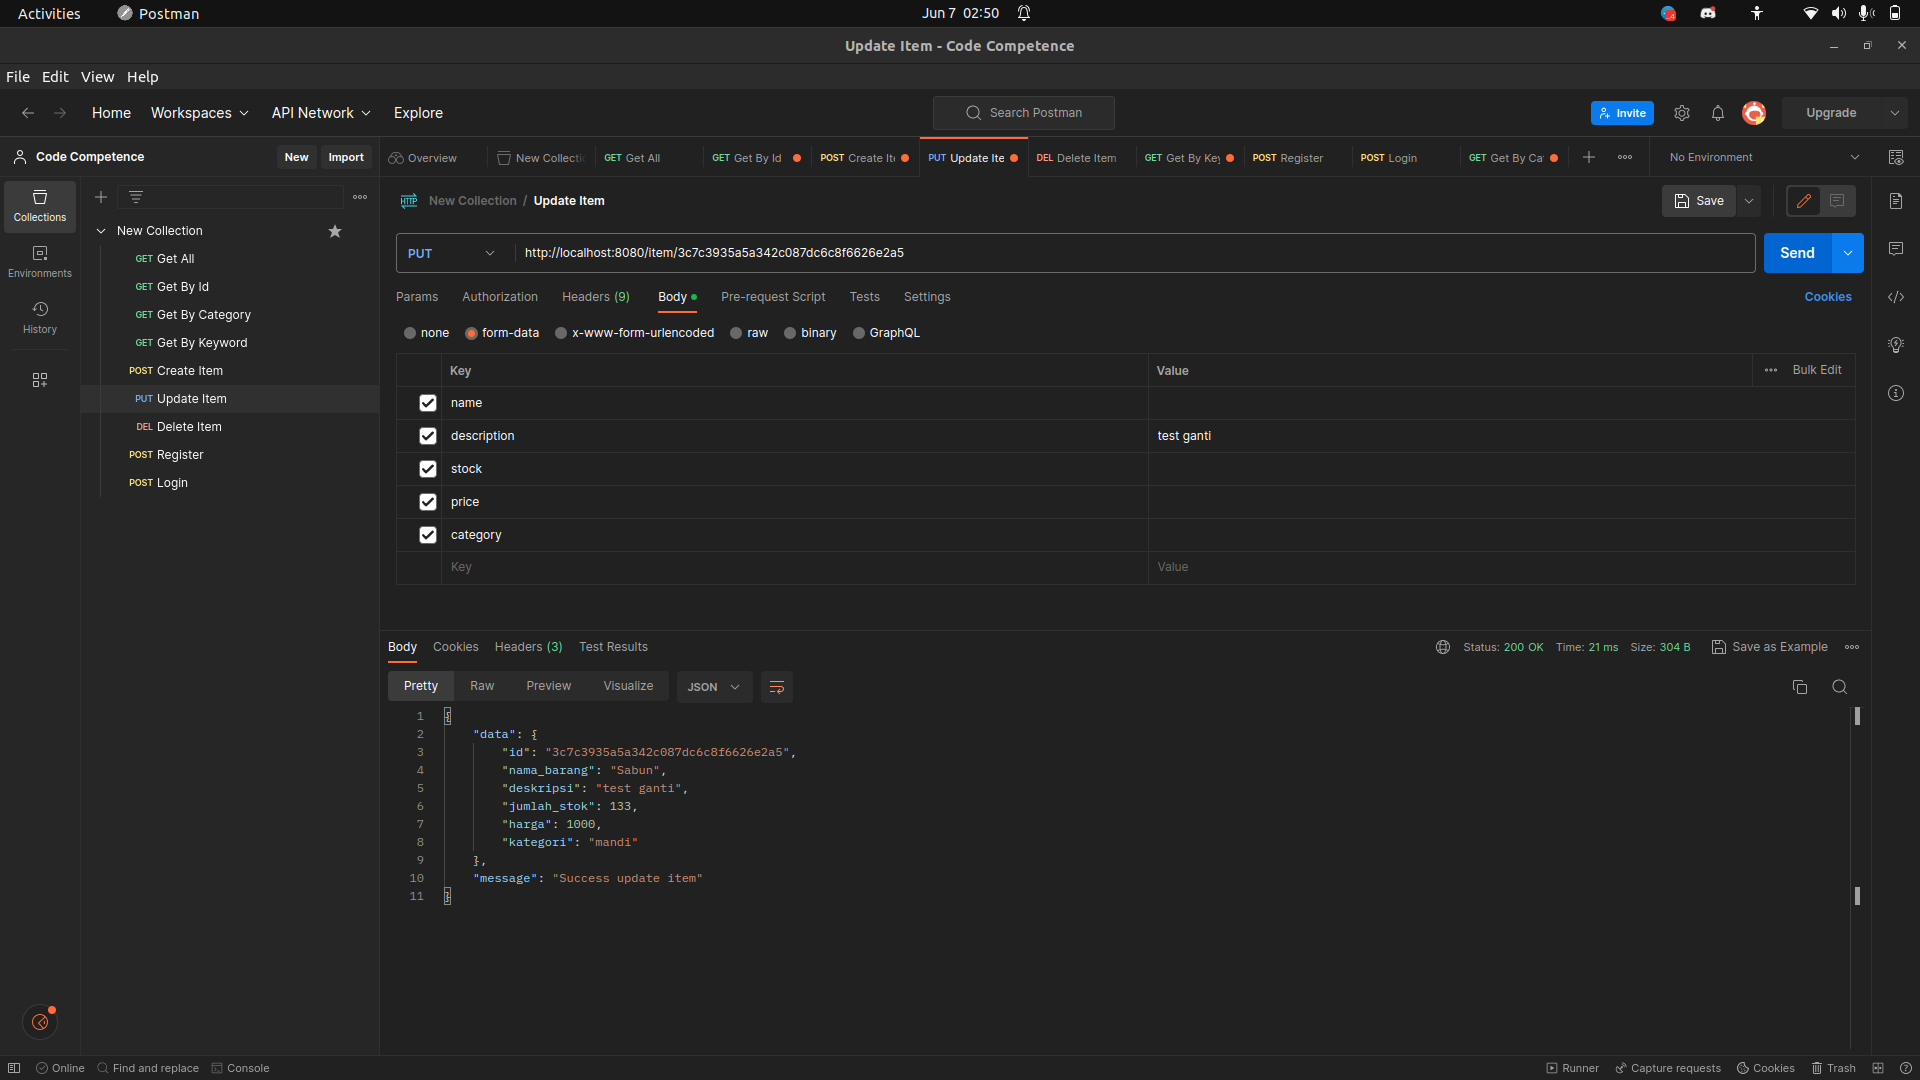 Activities Postman Jun 7 02:50
Update Item - Code Competence
File Edit View Help
Home Workspaces API Network Explore Search Postman Invite Upgrade
Code Competence New Import Overview New Collecti GET Get All GET Get By Id POST Create Ite PUT Update Ite DEL Delete Item GET Get By Key POST Register POST Login GET Get By Ca No Environment
Collections
Environments
History
New Collection
GET Get All
GET Get By Id
GET Get By Category
GET Get By Keyword
POST Create Item
PUT Update Item
DEL Delete Item
POST Register
POST Login
HTTP New Collection / Update Item Save
PUT http://localhost:8080/item/3c7c3935a5a342c087dc6c8f6626e2a5 Send
Params Authorization Headers (9) Body Pre-request Script Tests Settings Cookies
none form-data x-www-form-urlencoded raw binary GraphQL
Key Value Bulk Edit
name
description test ganti
stock
price
category
Key Value
Body Cookies Headers (3) Test Results Status: 200 OK Time: 21 ms Size: 304 B Save as Example
Pretty Raw Preview Visualize JSON
1 {
2 "data": {
3 "id": "3c7c3935a5a342c087dc6c8f6626e2a5",
4 "nama_barang": "Sabun",
5 "deskripsi": "test ganti",
6 "jumlah_stok": 133,
7 "harga": 1000,
8 "kategori": "mandi"
9 },
10 "message": "Success update item"
11 }
Online Find and replace Console Runner Capture requests Cookies Trash